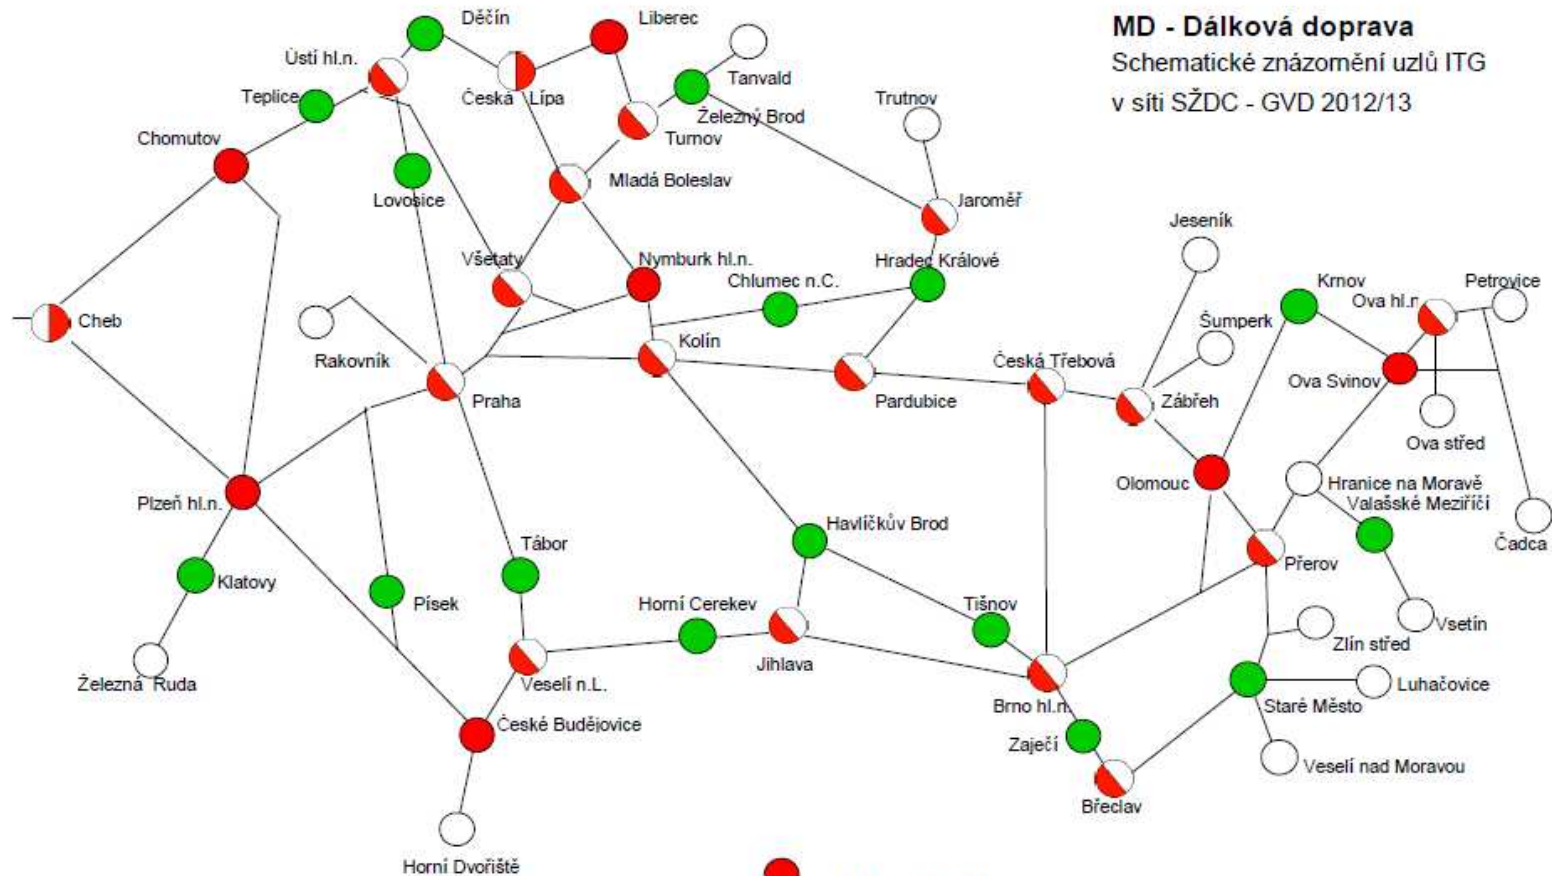 MD - Dálková doprava
Schematické znázornění uzlů ITG
v síti SŽDC - GVD 2012/13
Děčín
Liberec
Ústí hl.n.
Teplice
Česká Lípa
Tanvald
Trutnov
Železný Brod
Chomutov
Turnov
Mladá Boleslav
Lovosice
Jaroměř
Jeseník
Všetaty
Nymburk hl.n.
Hradec Králové
Chlumec n.C.
Krnov
Petrovice
Ova hl.n
Cheb
Šumperk
Rakovník
Kolín
Česká Třebová
Ova Svinov
Praha
Pardubice
Zábřeh
Ova střed
Olomouc
Hranice na Moravě
Valašské Meziříčí
Plzeň hl.n.
Havlíčkův Brod
Čadca
Tábor
Přerov
Klatovy
Písek
Horní Cerekev
Tišnov
Vsetín
Zlín střed
Jihlava
Železná Ruda
Veselí n.L.
Luhačovice
Brno hl.n.
Staré Město
České Budějovice
Zaječí
Veselí nad Moravou
Břeclav
Horní Dvořiště